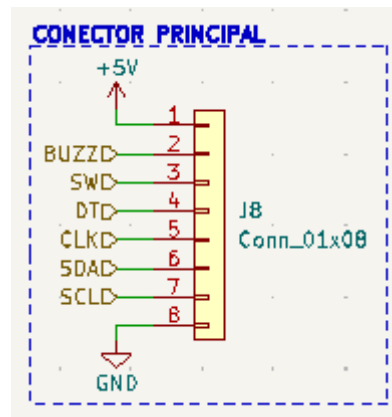 CONECTOR PRINCIPAL
+5V
1
BUZZ 2
SW 3
DT 4
J8
CLK 5
Conn_01x08
SDA 6
SCL 7
8
GND